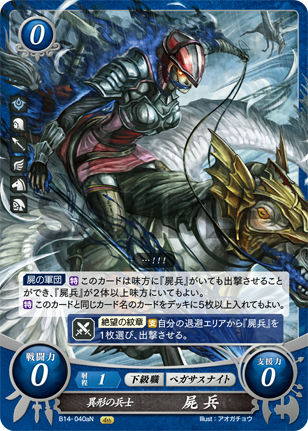 0
…!!!
屍の軍団 特 このカードは味方に『屍兵』がいても出撃させること
ができ、『屍兵』が2体以上味方にいてもよい。
特 このカードと同じカード名のカードをデッキに5枚以上入れてもよい。
絶望の紋章 支 自分の退避エリアから『屍兵』を
1枚選び、出撃させる。
戦闘力
0
射程 1
下級職
ペガサスナイト
支援力
0
異形の兵士
屍兵
B14-040aN
illust.アオガチョウ